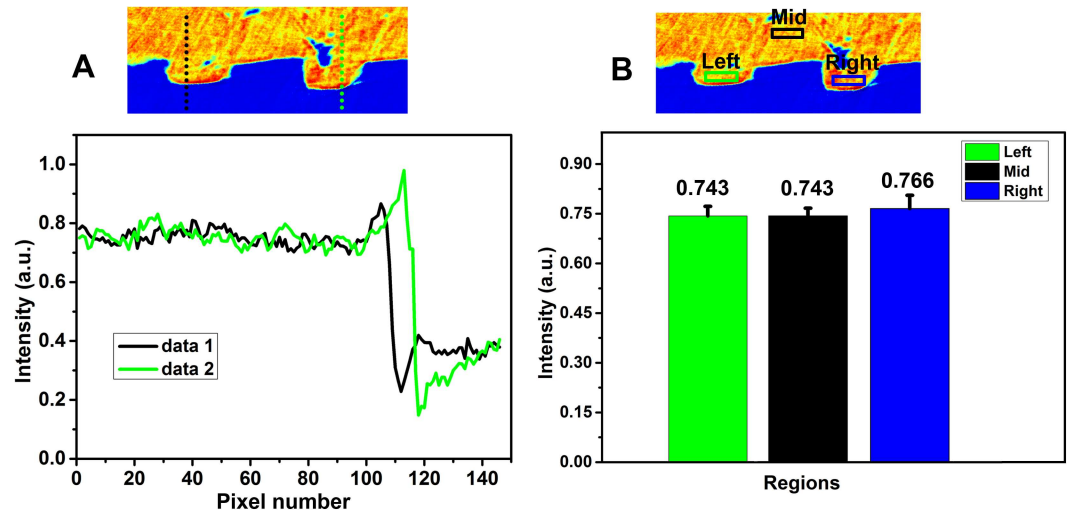 A
Intensity (a.u.)
1.0
0.8
0.6
0.4
0.2
0.0
data 1
data 2
0 20 40 60 80 100 120 140
Pixel number
B
Mid
Left
Right
Intensity (a.u.)
0.90
0.75
0.60
0.45
0.30
0.15
0.00
0.743
0.743
0.766
Left
Mid
Right
Regions